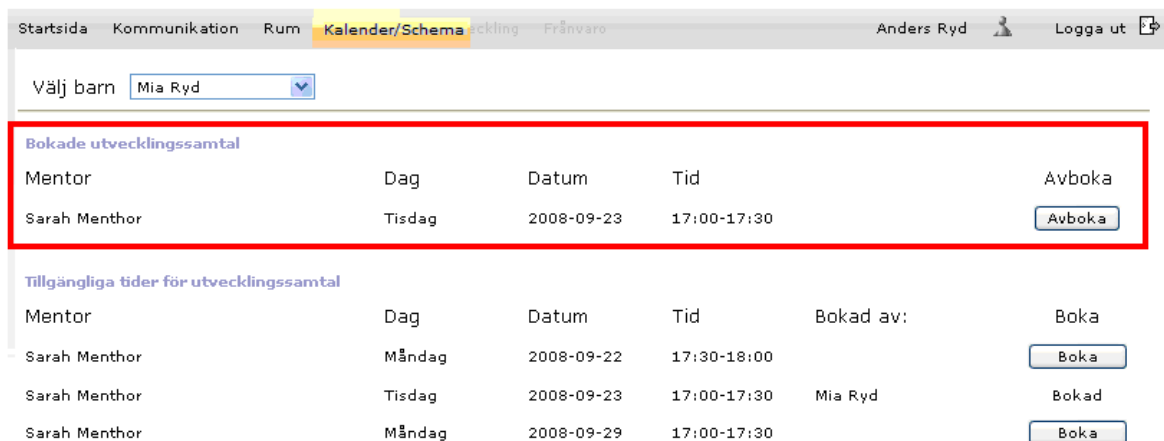 Startsida Kommunikation Rum Kalender/Schema eckling Frånvaro Anders Ryd Logga ut
Välj barn Mia Ryd
Bokade utvecklingssamtal
Mentor Dag Datum Tid Avboka
Sarah Menthor Tisdag 2008-09-23 17:00-17:30 Avboka
Tillgängliga tider för utvecklingssamtal
Mentor Dag Datum Tid Bokad av: Boka
Sarah Menthor Måndag 2008-09-22 17:30-18:00 Boka
Sarah Menthor Tisdag 2008-09-23 17:00-17:30 Mia Ryd Bokad
Sarah Menthor Måndag 2008-09-29 17:00-17:30 Boka